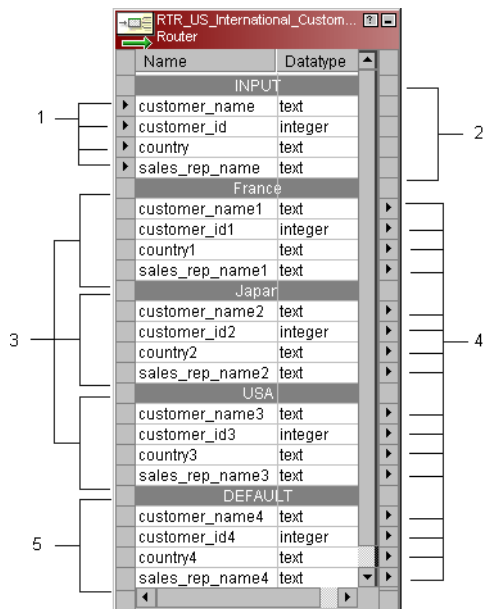 RTR_US_International_Custom...
Router
Name Datatype
INPUT
customer_name text
customer_id integer
country text
sales_rep_name text
France
customer_name1 text
customer_id1 integer
country1 text
sales_rep_name1 text
Japan
customer_name2 text
customer_id2 integer
country2 text
sales_rep_name2 text
USA
customer_name3 text
customer_id3 integer
country3 text
sales_rep_name3 text
DEFAULT
customer_name4 text
customer_id4 integer
country4 text
sales_rep_name4 text
1
2
3
4
5